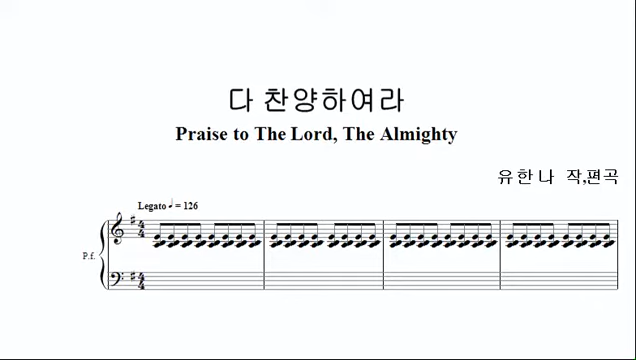 다 찬양하여라
Praise to The Lord, The Almighty
유한나 작,편곡
Legato ♩ = 126
P.f.